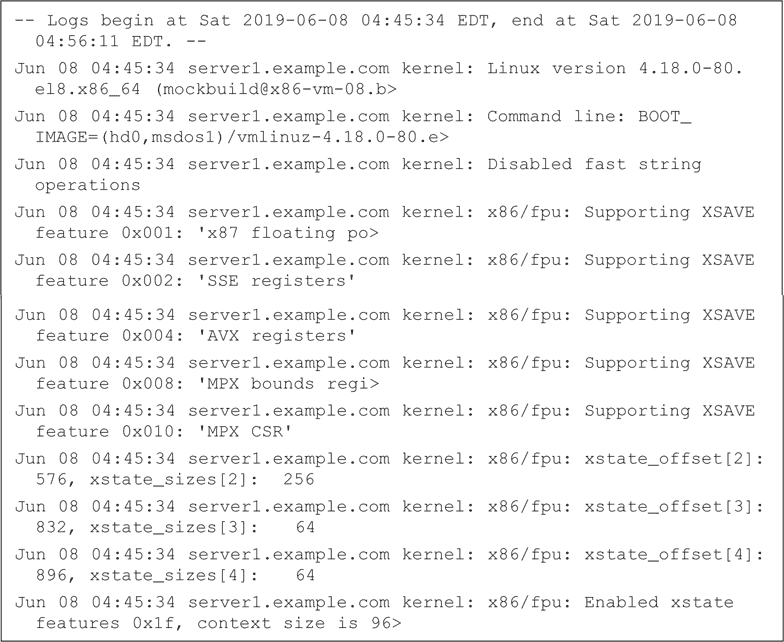 -- Logs begin at Sat 2019-06-08 04:45:34 EDT, end at Sat 2019-06-08
04:56:11 EDT. --
Jun 08 04:45:34 server1.example.com kernel: Linux version 4.18.0-80.
el8.x86_64 (mockbuild@x86-vm-08.b>
Jun 08 04:45:34 server1.example.com kernel: Command line: BOOT_
IMAGE=(hd0,msdos1)/vmlinuz-4.18.0-80.e>
Jun 08 04:45:34 server1.example.com kernel: Disabled fast string
operations
Jun 08 04:45:34 server1.example.com kernel: x86/fpu: Supporting XSAVE
feature 0x001: 'x87 floating po>
Jun 08 04:45:34 server1.example.com kernel: x86/fpu: Supporting XSAVE
feature 0x002: 'SSE registers'
Jun 08 04:45:34 server1.example.com kernel: x86/fpu: Supporting XSAVE
feature 0x004: 'AVX registers'
Jun 08 04:45:34 server1.example.com kernel: x86/fpu: Supporting XSAVE
feature 0x008: 'MPX bounds regi>
Jun 08 04:45:34 server1.example.com kernel: x86/fpu: Supporting XSAVE
feature 0x010: 'MPX CSR'
Jun 08 04:45:34 server1.example.com kernel: x86/fpu: xstate_offset[2]:
576, xstate_sizes[2]:  256
Jun 08 04:45:34 server1.example.com kernel: x86/fpu: xstate_offset[3]:
832, xstate_sizes[3]:   64
Jun 08 04:45:34 server1.example.com kernel: x86/fpu: xstate_offset[4]:
896, xstate_sizes[4]:   64
Jun 08 04:45:34 server1.example.com kernel: x86/fpu: Enabled xstate
features 0x1f, context size is 96>